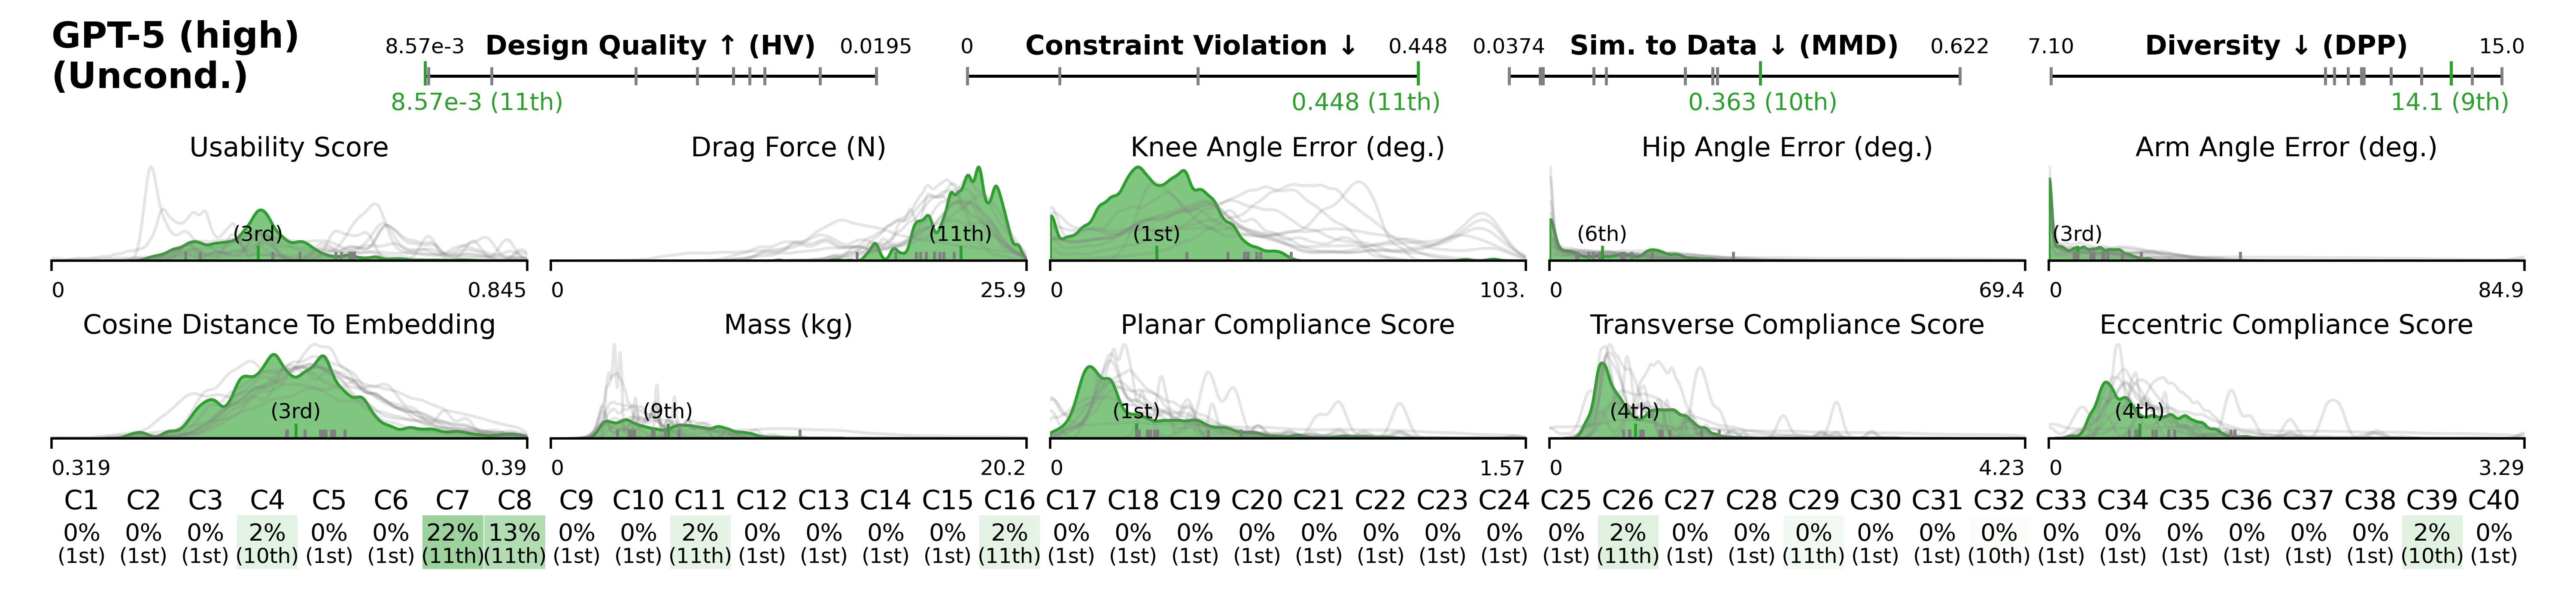 GPT-5 (high)
(Uncond.)
8.57e-3 Design Quality ↑ (HV) 0.0195
8.57e-3 (11th)
0 Constraint Violation ↓ 0.448
0.448 (11th)
0.0374 Sim. to Data ↓ (MMD) 0.622
0.363 (10th)
7.10 Diversity ↓ (DPP) 15.0
14.1 (9th)
Usability Score
(3rd)
0 0.845
Drag Force (N)
(11th)
0 25.9
Knee Angle Error (deg.)
(1st)
0 103.
Hip Angle Error (deg.)
(6th)
0 69.4
Arm Angle Error (deg.)
(3rd)
0 84.9
Cosine Distance To Embedding
(3rd)
0.319 0.39
Mass (kg)
(9th)
0 20.2
Planar Compliance Score
(1st)
0 1.57
Transverse Compliance Score
(4th)
0 4.23
Eccentric Compliance Score
(4th)
0 3.29
C1 C2 C3 C4 C5 C6 C7 C8 C9 C10 C11 C12 C13 C14 C15 C16 C17 C18 C19 C20 C21 C22 C23 C24 C25 C26 C27 C28 C29 C30 C31 C32 C33 C34 C35 C36 C37 C38 C39 C40
0% 0% 0% 2% 0% 0% 22% 13% 0% 0% 2% 0% 0% 0% 0% 2% 0% 0% 0% 0% 0% 0% 0% 0% 0% 2% 0% 0% 0% 0% 0% 0% 0% 0% 0% 0% 0% 0% 2% 0%
(1st) (1st) (1st) (10th) (1st) (1st) (11th) (11th) (1st) (1st) (11th) (1st) (1st) (1st) (1st) (11th) (1st) (1st) (1st) (1st) (1st) (1st) (1st) (1st) (1st) (11th) (1st) (1st) (11th) (1st) (1st) (10th) (1st) (1st) (1st) (1st) (1st) (1st) (10th) (1st)